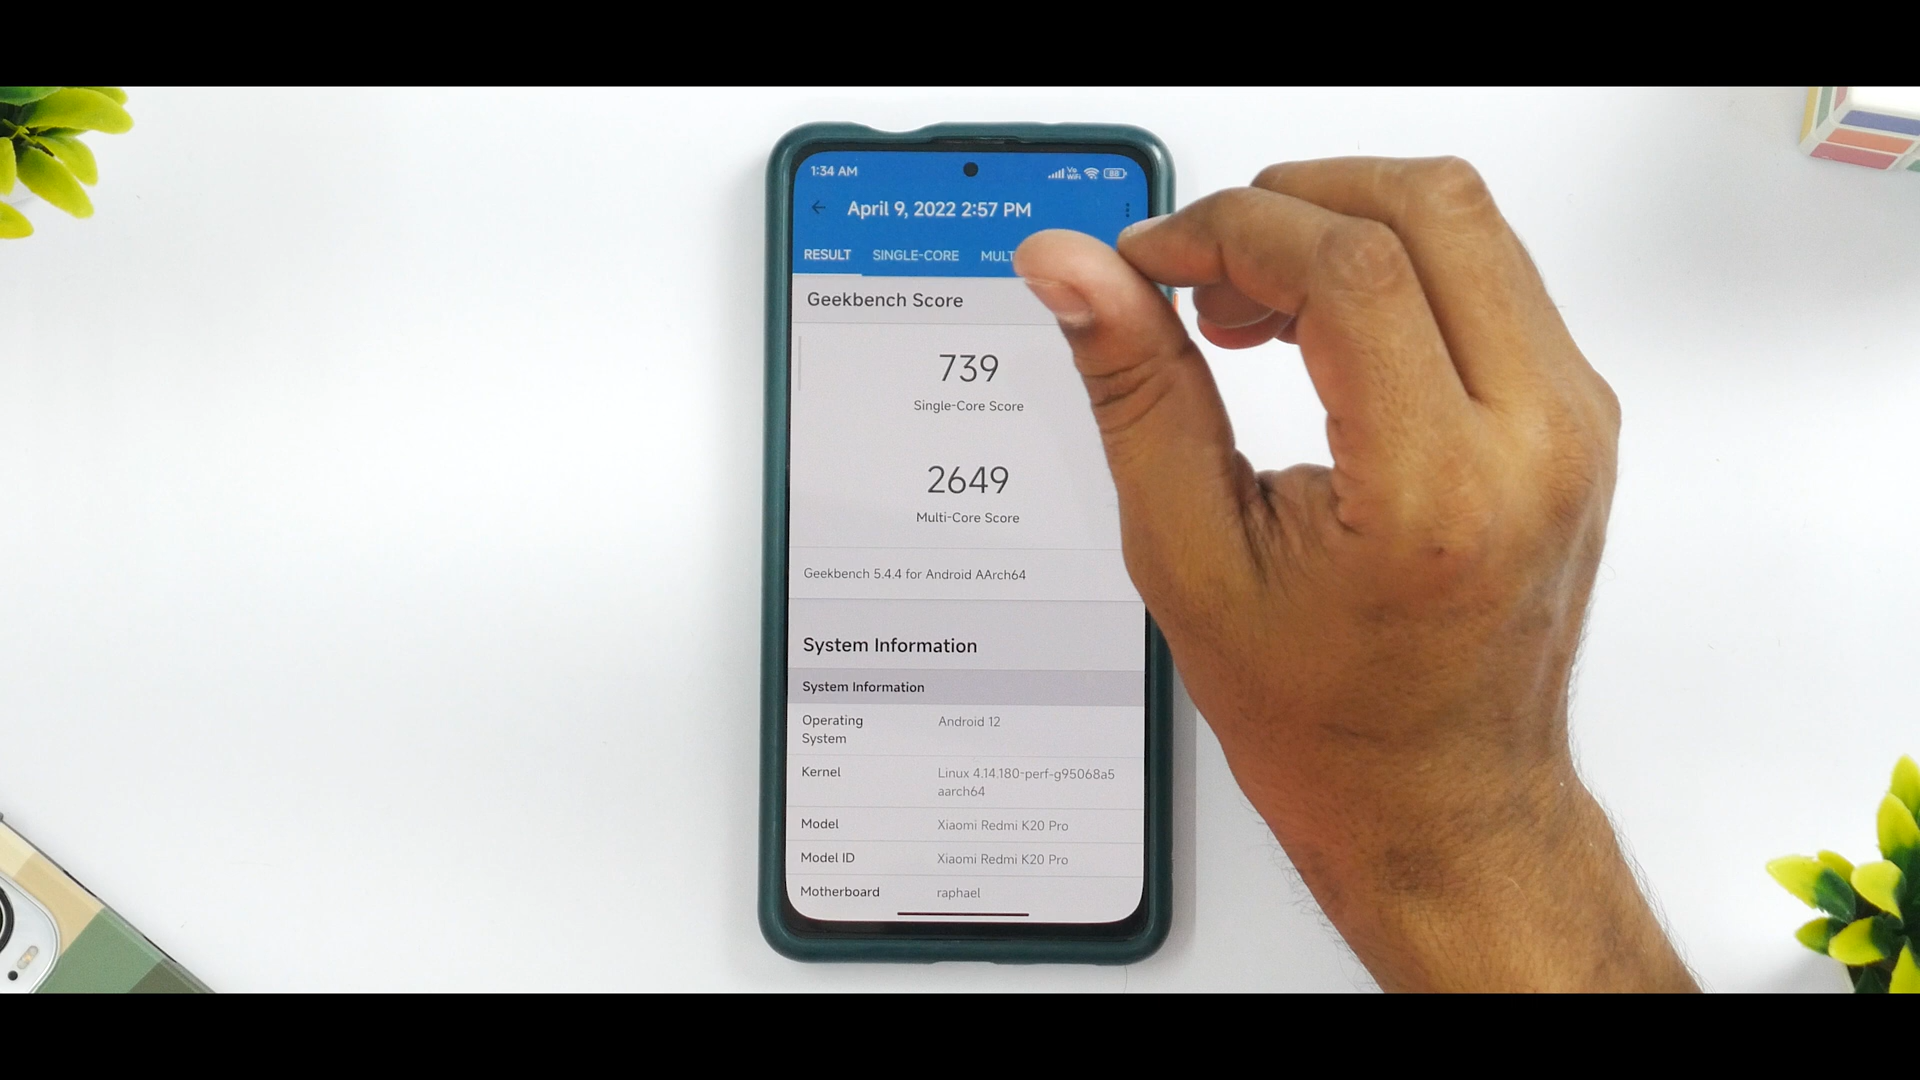 1:34 AM
Vo
WiFi
88
April 9, 2022 2:57 PM
RESULT SINGLE-CORE MULT
Geekbench Score
739
Single-Core Score
2649
Multi-Core Score
Geekbench 5.4.4 for Android AArch64
System Information
System Information
Operating System Android 12
Kernel Linux 4.14.180-perf-g95068a5
aarch64
Model Xiaomi Redmi K20 Pro
Model ID Xiaomi Redmi K20 Pro
Motherboard raphael